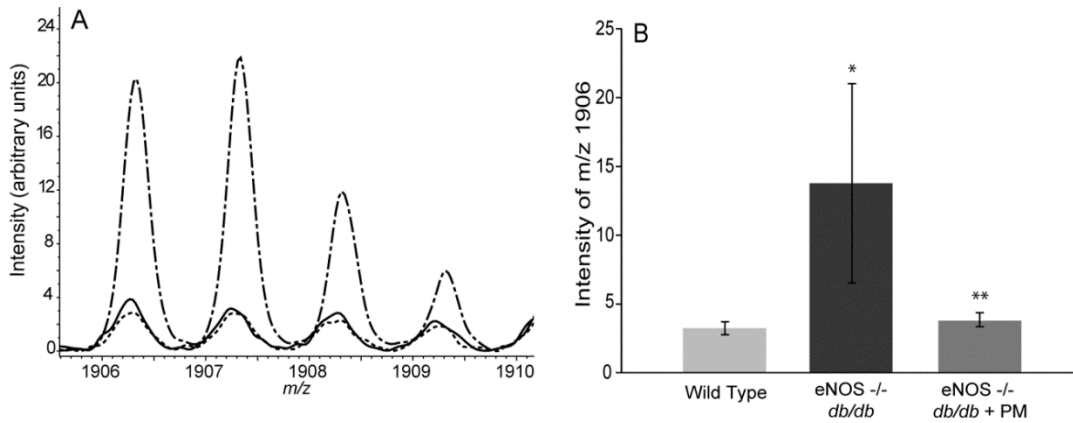 A
Intensity (arbitrary units)
24
20
16
12
8
4
0
1906 1907 1908 1909 1910
m/z
B
Intensity of m/z 1906
25
20
15
10
5
0
*
**
Wild Type
eNOS -/-
db/db
eNOS -/-
db/db + PM